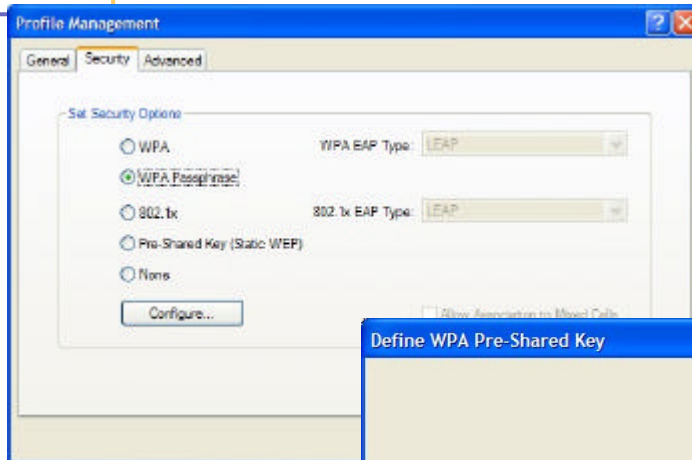 Profile Management
General Security Advanced
Set Security Options
WPA WPA EAP Type: LEAP
WPA Passphrase
802.1x 802.1x EAP Type: LEAP
Pre-Shared Key (Static WEP)
None
Configure... Allow Association to Mixed Cells
Define WPA Pre-Shared Key